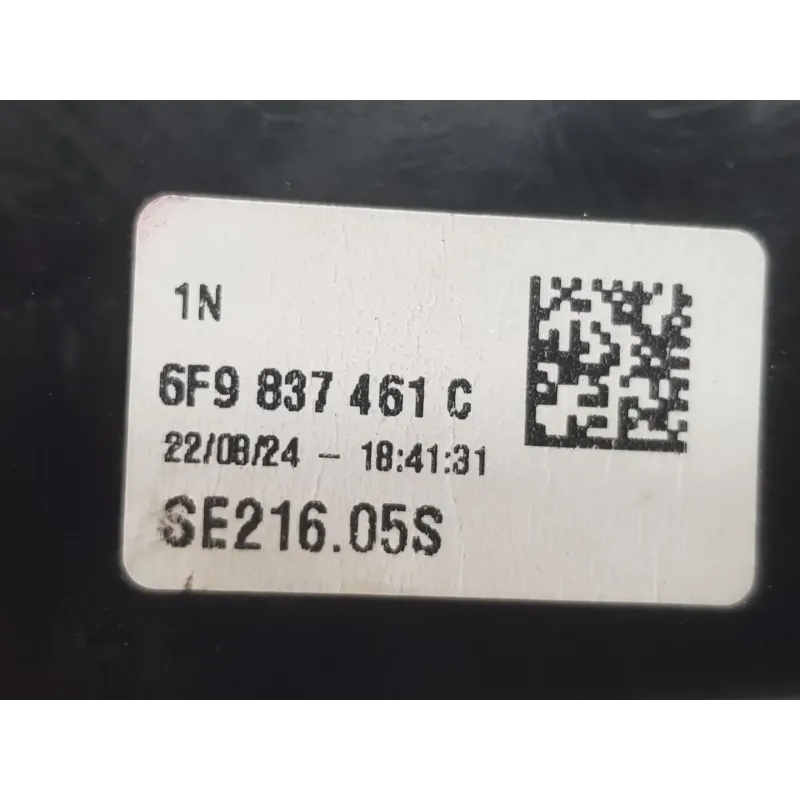 1N
6F9 837 461 C
22/08/24 - 18:41:31
SE216.05S